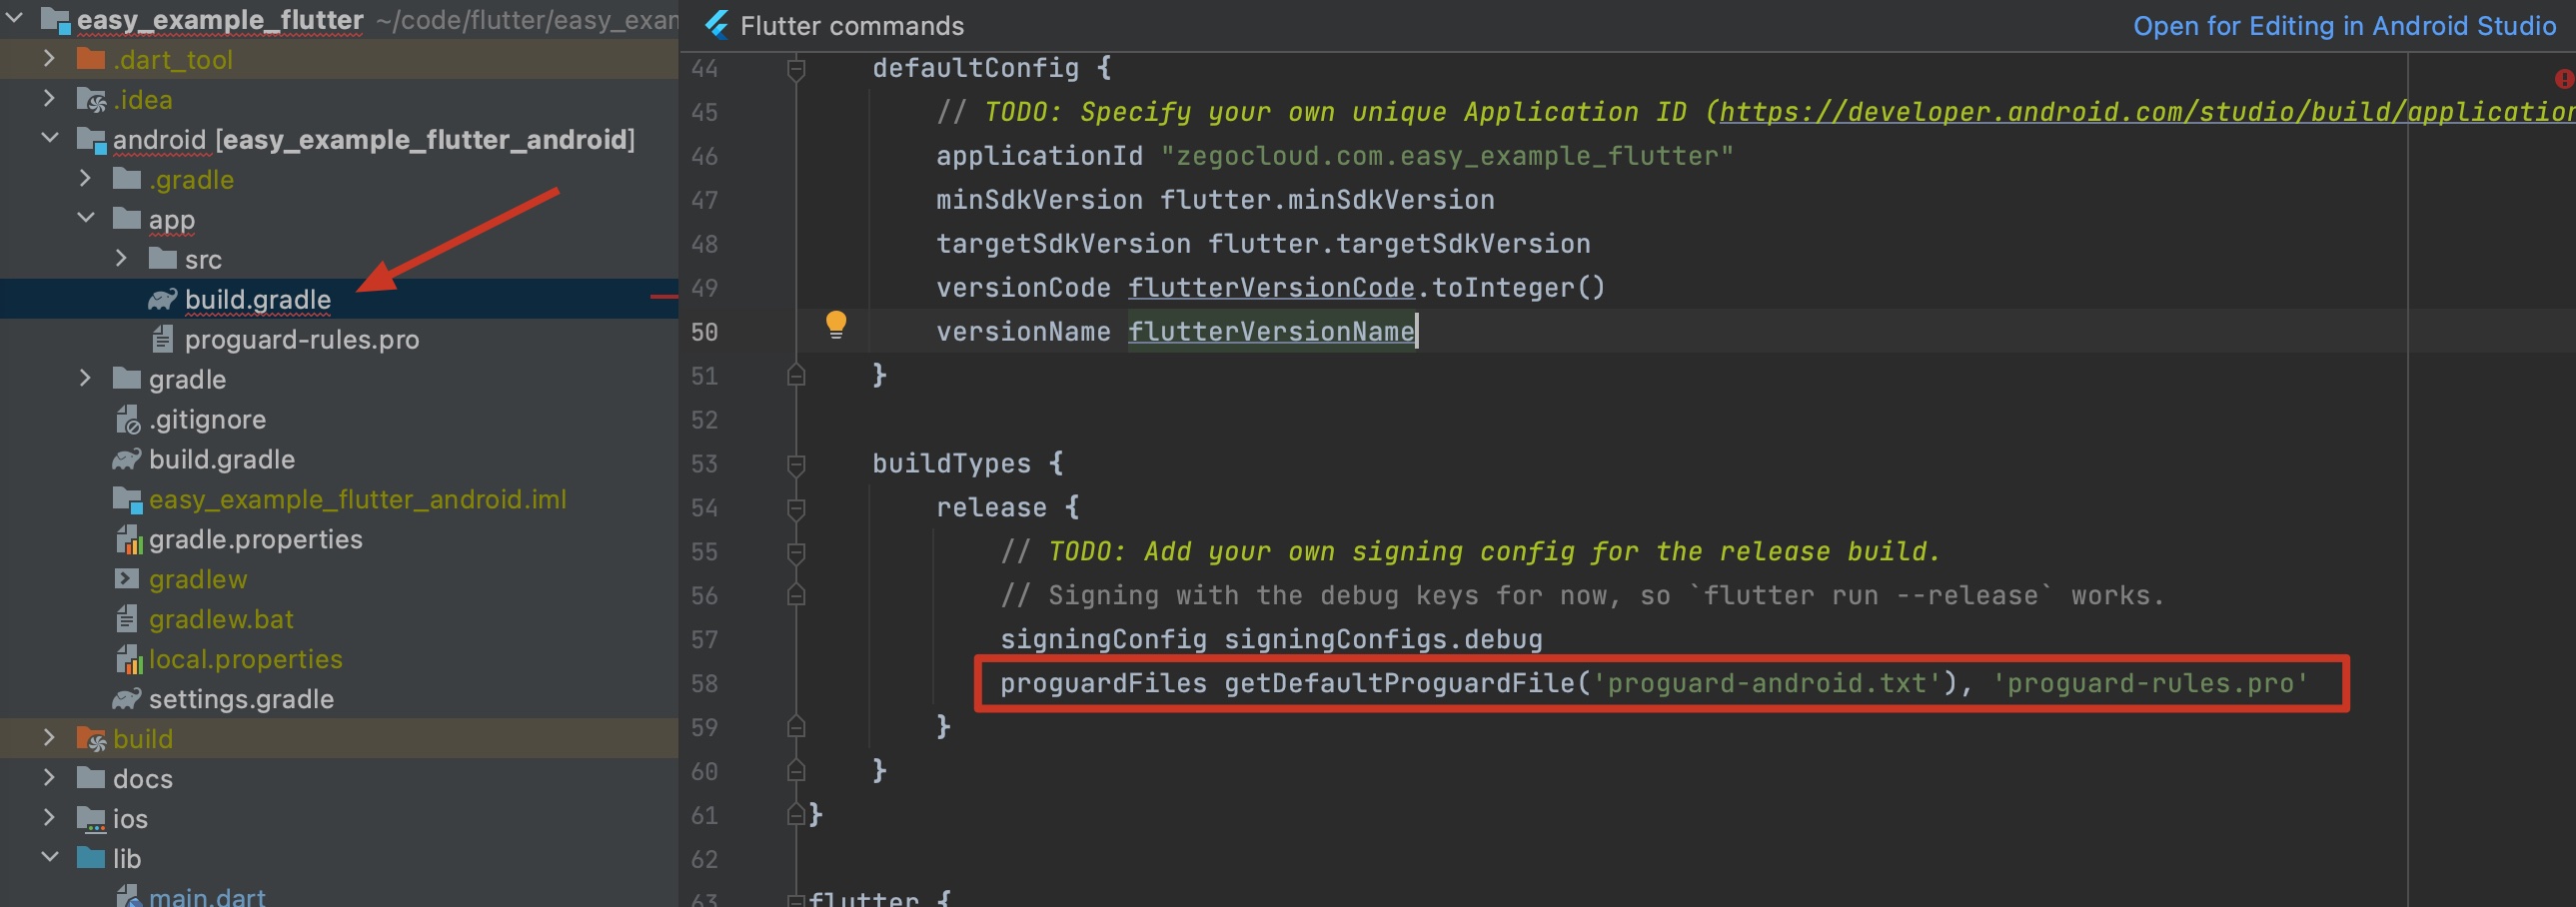 easy_example_flutter ~/code/flutter/easy_exam
.dart_tool
.idea
android [easy_example_flutter_android]
.gradle
app
src
build.gradle
proguard-rules.pro
gradle
.gitignore
build.gradle
easy_example_flutter_android.iml
gradle.properties
gradlew
gradlew.bat
local.properties
settings.gradle
build
docs
ios
lib
main.dart
Flutter commands
Open for Editing in Android Studio
44 defaultConfig {
45 // TODO: Specify your own unique Application ID (https://developer.android.com/studio/build/application
46 applicationId "zegocloud.com.easy_example_flutter"
47 minSdkVersion flutter.minSdkVersion
48 targetSdkVersion flutter.targetSdkVersion
49 versionCode flutterVersionCode.toInteger()
50 versionName flutterVersionName
51 }
52
53 buildTypes {
54 release {
55 // TODO: Add your own signing config for the release build.
56 // Signing with the debug keys for now, so `flutter run --release` works.
57 signingConfig signingConfigs.debug
58 proguardFiles getDefaultProguardFile('proguard-android.txt'), 'proguard-rules.pro'
59 }
60 }
61 }
62
63 flutter {